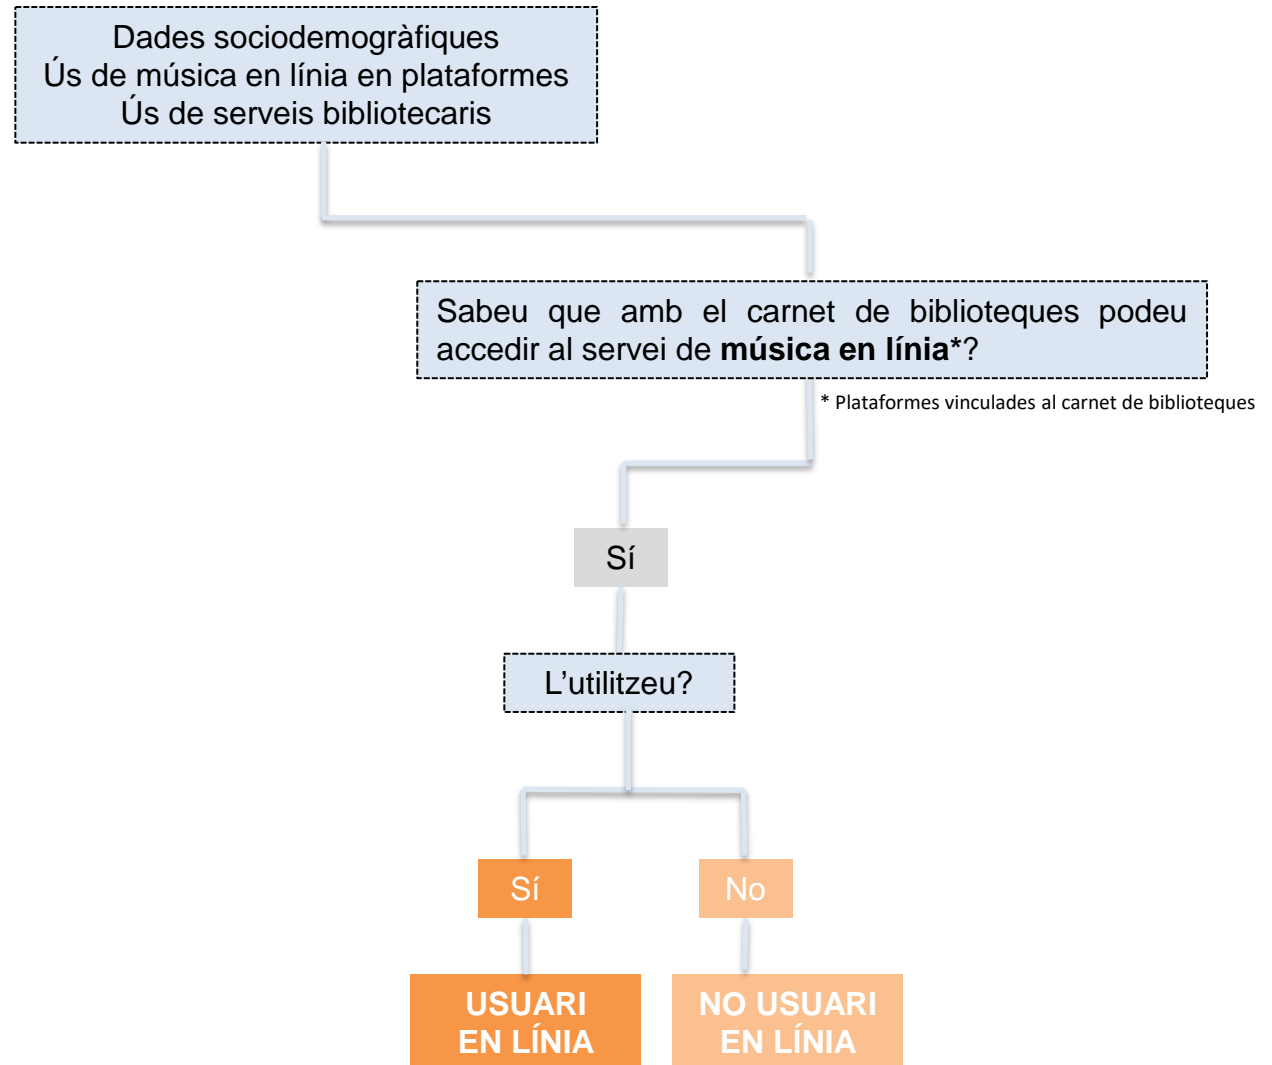 Dades sociodemogràfiques
Ús de música en línia en plataformes
Ús de serveis bibliotecaris
Sabeu que amb el carnet de biblioteques podeu
accedir al servei de música en línia*?
* Plataformes vinculades al carnet de biblioteques
Sí
L’utilitzeu?
Sí
No
USUARI
EN LÍNIA
NO USUARI
EN LÍNIA